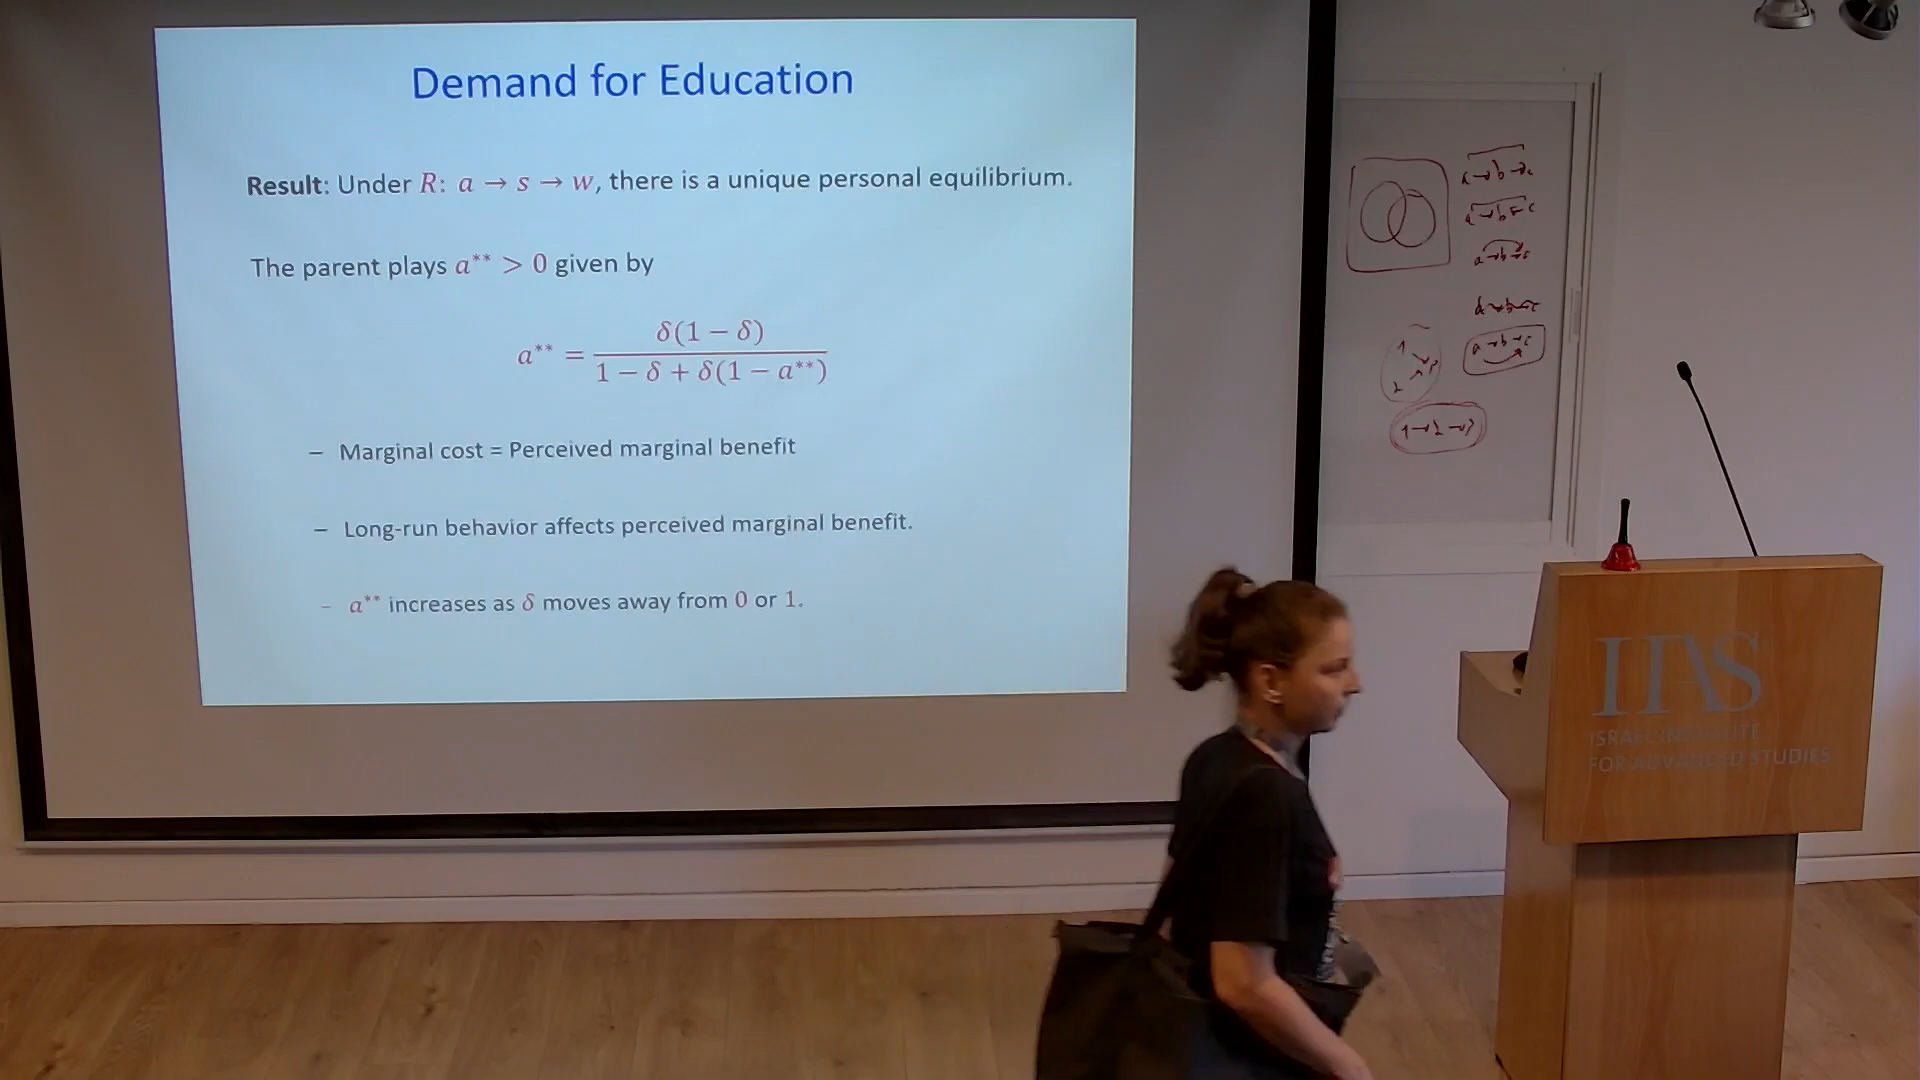 Demand for Education
Result: Under R: a → s → w, there is a unique personal equilibrium.
The parent plays a** > 0 given by
a** = δ(1 − δ) / 1 − δ + δ(1 − a**)
– Marginal cost = Perceived marginal benefit
– Long-run behavior affects perceived marginal benefit.
– a** increases as δ moves away from 0 or 1.
IIAS
ISRAEL INSTITUTE
FOR ADVANCED STUDIES